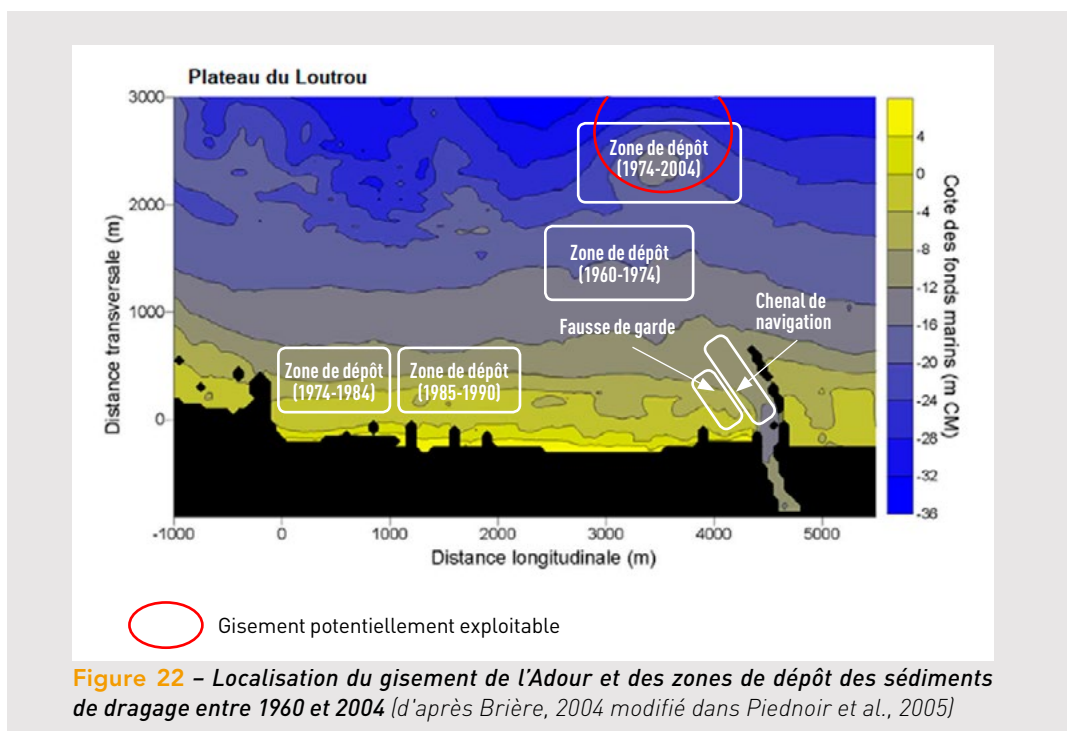 Plateau du Loutrou
3000
2000
1000
0
Distance transversale (m)
Zone de dépôt
(1974-2004)
Zone de dépôt
(1960-1974)
Chenal de
navigation
Fausse de garde
Zone de dépôt
(1974-1984)
Zone de dépôt
(1985-1990)
-1000
0
1000
2000
3000
4000
5000
Distance longitudinale (m)
4
0
-4
-8
-12
-16
-20
-24
-28
-32
-36
Cote des fonds marins (m CM)
Gisement potentiellement exploitable
Figure 22 – Localisation du gisement de l'Adour et des zones de dépôt des sédiments
de dragage entre 1960 et 2004 (d'après Brière, 2004 modifié dans Piednoir et al., 2005)